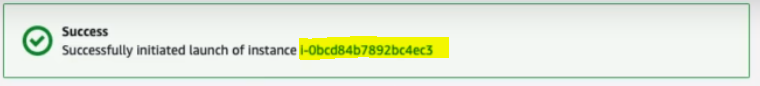 Success
Successfully initiated launch of instance i-0bcd84b7892bc4ec3